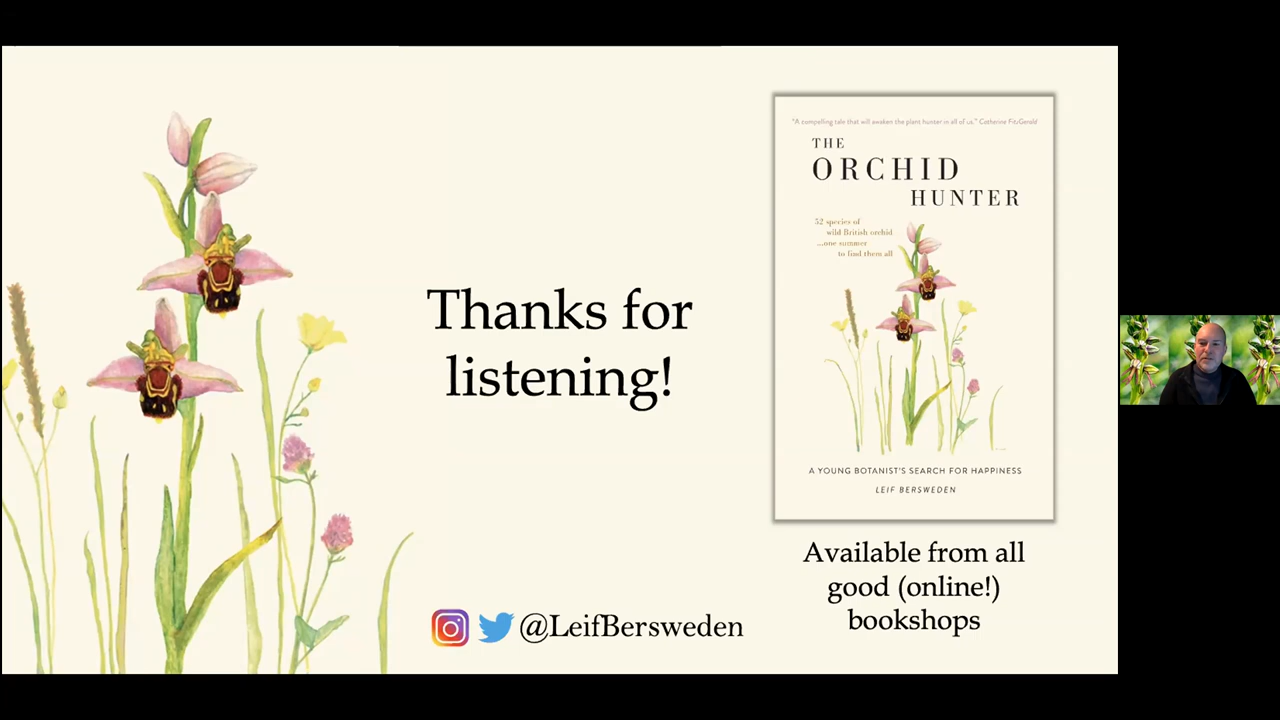 Thanks for
listening!
@LeifBersweden
"A compelling tale that will awaken the plant hunter in all of us." Catherine FitzGerald
THE
ORCHID
HUNTER
52 species of
wild British orchid
...one summer
to find them all
A YOUNG BOTANIST'S SEARCH FOR HAPPINESS
LEIF BERSWEDEN
Available from all
good (online!)
bookshops